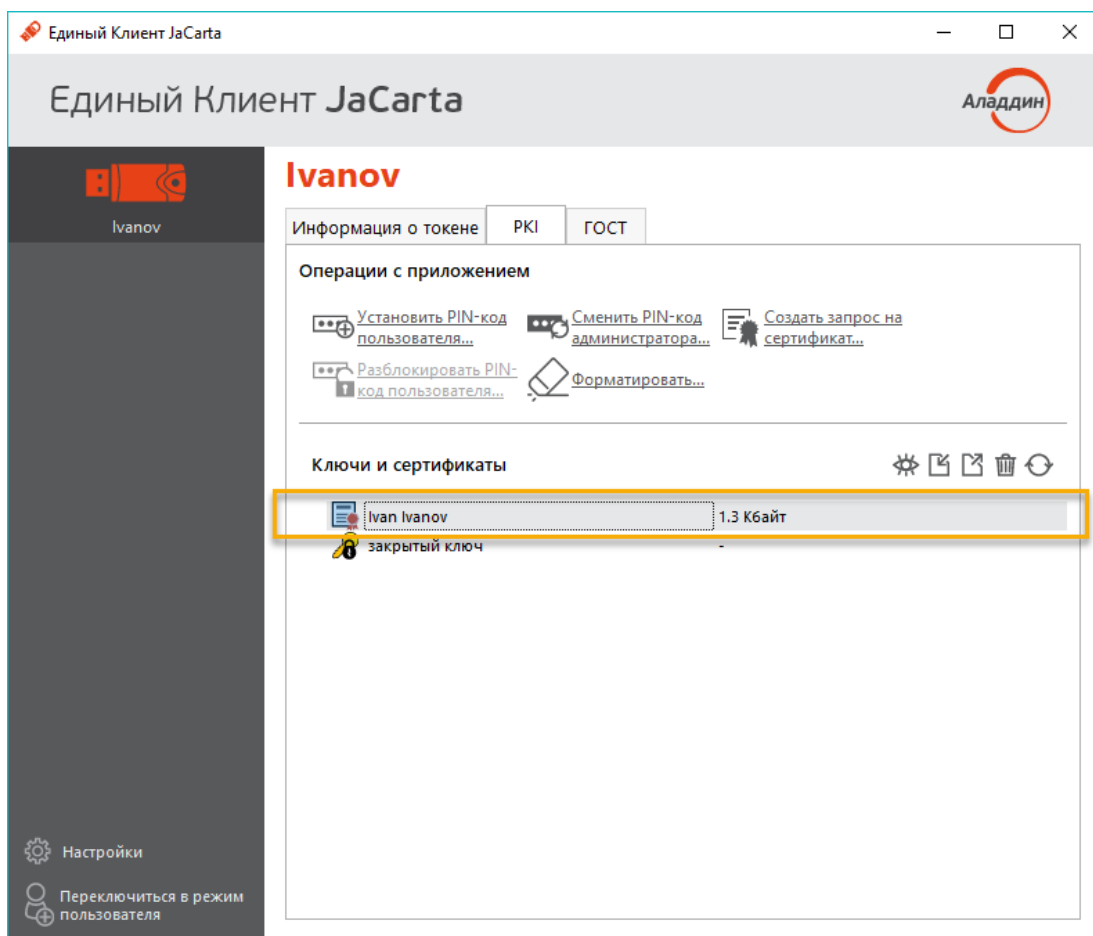 Единый Клиент JaCarta
Единый Клиент JaCarta
Аладдин
Ivanov
Ivanov
Информация о токене PKI ГОСТ
Операции с приложением
Установить PIN-код
пользователя...
Сменить PIN-код
администратора...
Создать запрос на
сертификат...
Разблокировать PIN-
код пользователя...
Форматировать...
Ключи и сертификаты
Ivan Ivanov 1.3 Кбайт
закрытый ключ -
Настройки
Переключиться в режим
пользователя